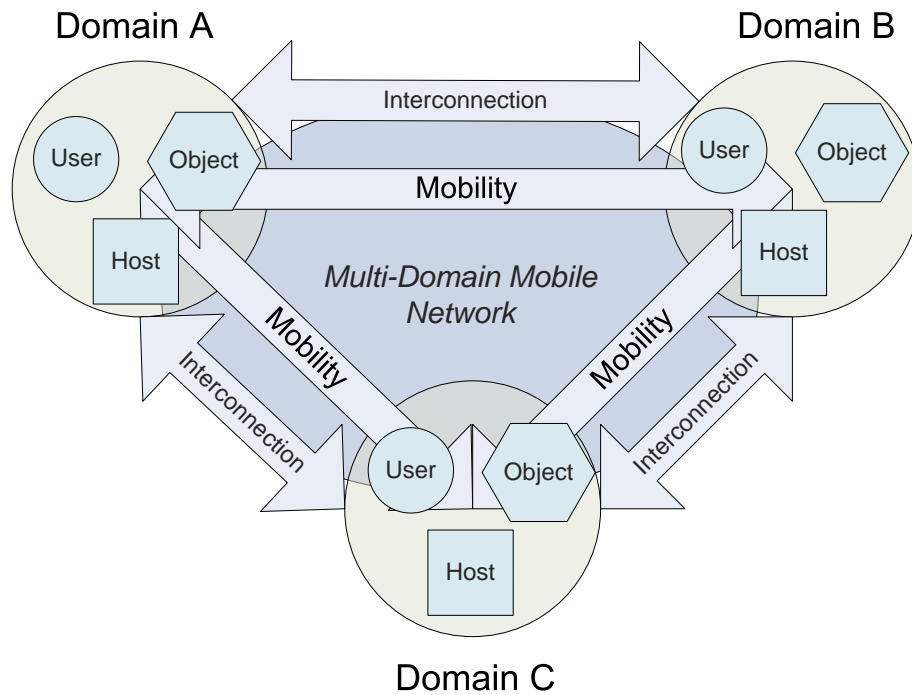 Domain A
Domain B
Interconnection
User
Object
User
Object
Mobility
Host
Host
Multi-Domain Mobile
Network
Mobility
Mobility
Interconnection
Interconnection
User
Object
Host
Domain C